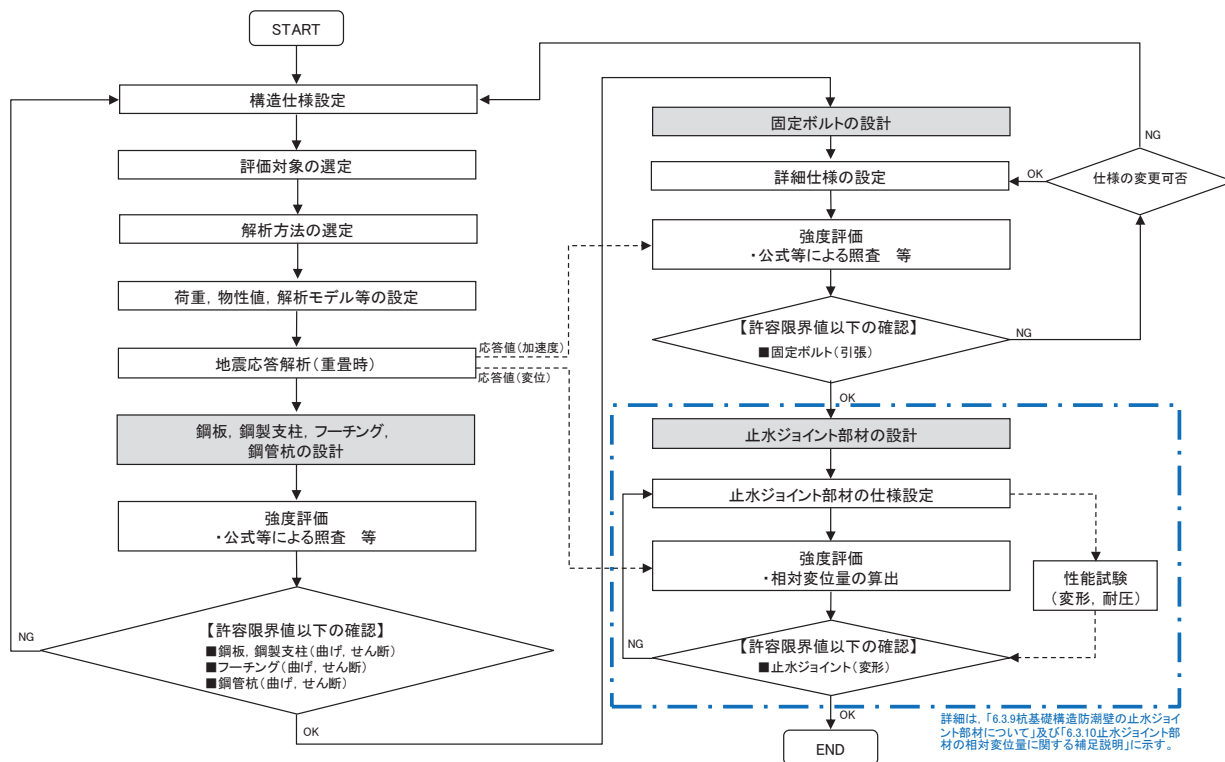 START
構造仕様設定
評価対象の選定
解析方法の選定
荷重，物性値，解析モデル等の設定
地震応答解析(重畳時)
応答値(加速度)
応答値(変位)
鋼板，鋼製支柱，フーチング，
鋼管杭の設計
強度評価
・公式等による照査　等
【許容限界値以下の確認】
■鋼板，鋼製支柱(曲げ，せん断)
■フーチング(曲げ，せん断)
■鋼管杭(曲げ，せん断)
NG
OK
固定ボルトの設計
詳細仕様の設定
OK
仕様の変更可否
NG
強度評価
・公式等による照査　等
【許容限界値以下の確認】
■固定ボルト(引張)
NG
OK
止水ジョイント部材の設計
止水ジョイント部材の仕様設定
強度評価
・相対変位量の算出
性能試験
(変形，耐圧)
【許容限界値以下の確認】
■止水ジョイント(変形)
NG
OK
END
詳細は，「6.3.9杭基礎構造防潮壁の止水ジョイ
ント部材について」及び「6.3.10止水ジョイント部
材の相対変位量に関する補足説明」に示す。